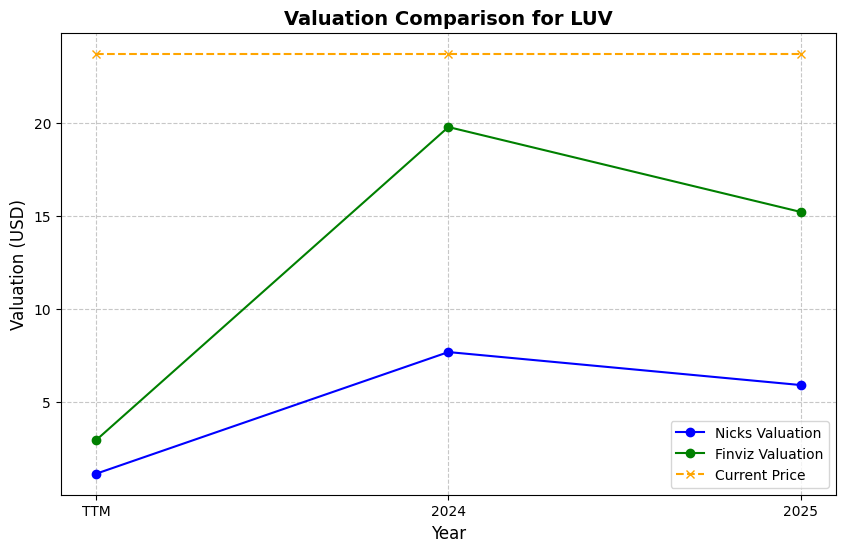 Valuation Comparison for LUV
Valuation (USD)
20
15
10
5
TTM
2024
2025
Year
Nicks Valuation
Finviz Valuation
Current Price